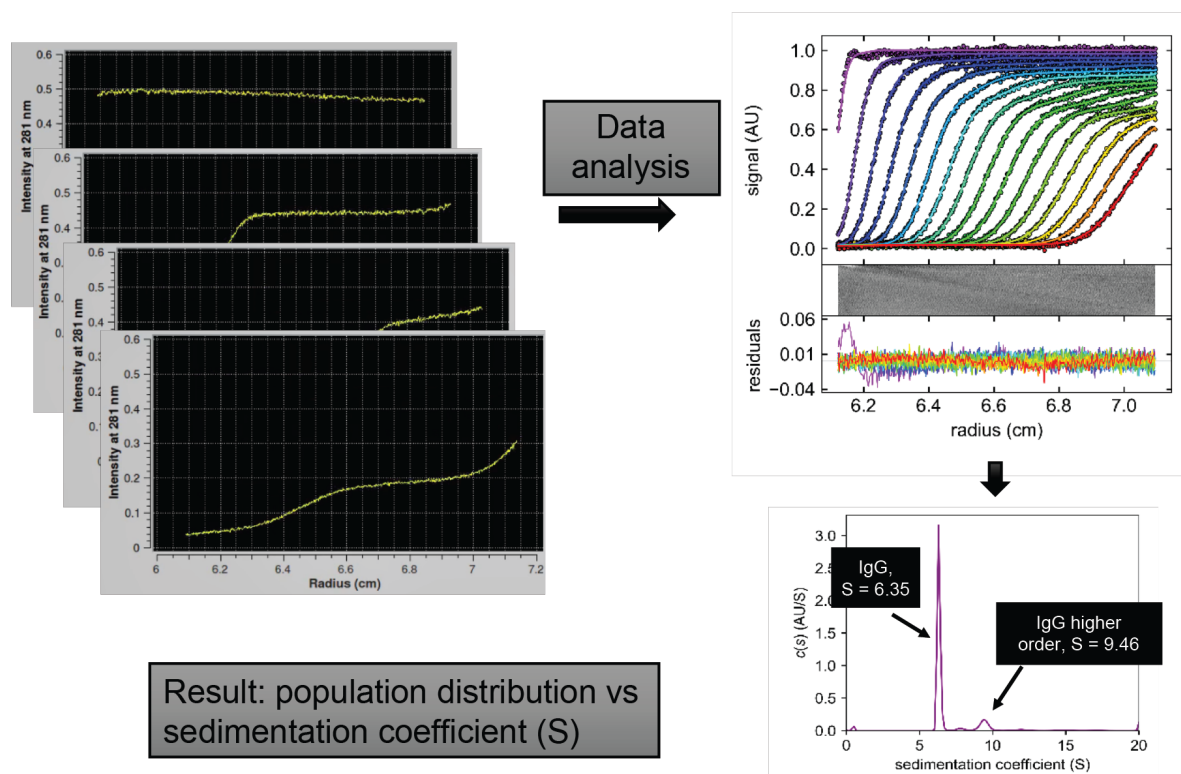 0.6
0.5
0.4
Intensity at 281 nm
0.6
0.5
0.4
Intensity at 281 nm
0.6
0.4
Intensity at 281 nm
0.6
0.5
0.4
0.3
0.2
0.1
0
Intensity at 281 nm
6 6.2 6.4 6.6 6.8 7 7.2
Radius (cm)
Data
analysis
1.0
0.8
0.6
0.4
0.2
0.0
signal (AU)
0.06
0.01
−0.04
residuals
6.2 6.4 6.6 6.8 7.0
radius (cm)
3.0
2.5
1.5
1.0
0.5
0.0
c(s) (AU/S)
IgG,
S = 6.35
IgG higher
order, S = 9.46
0 5 10 15 20
sedimentation coefficient (S)
Result: population distribution vs
sedimentation coefficient (S)